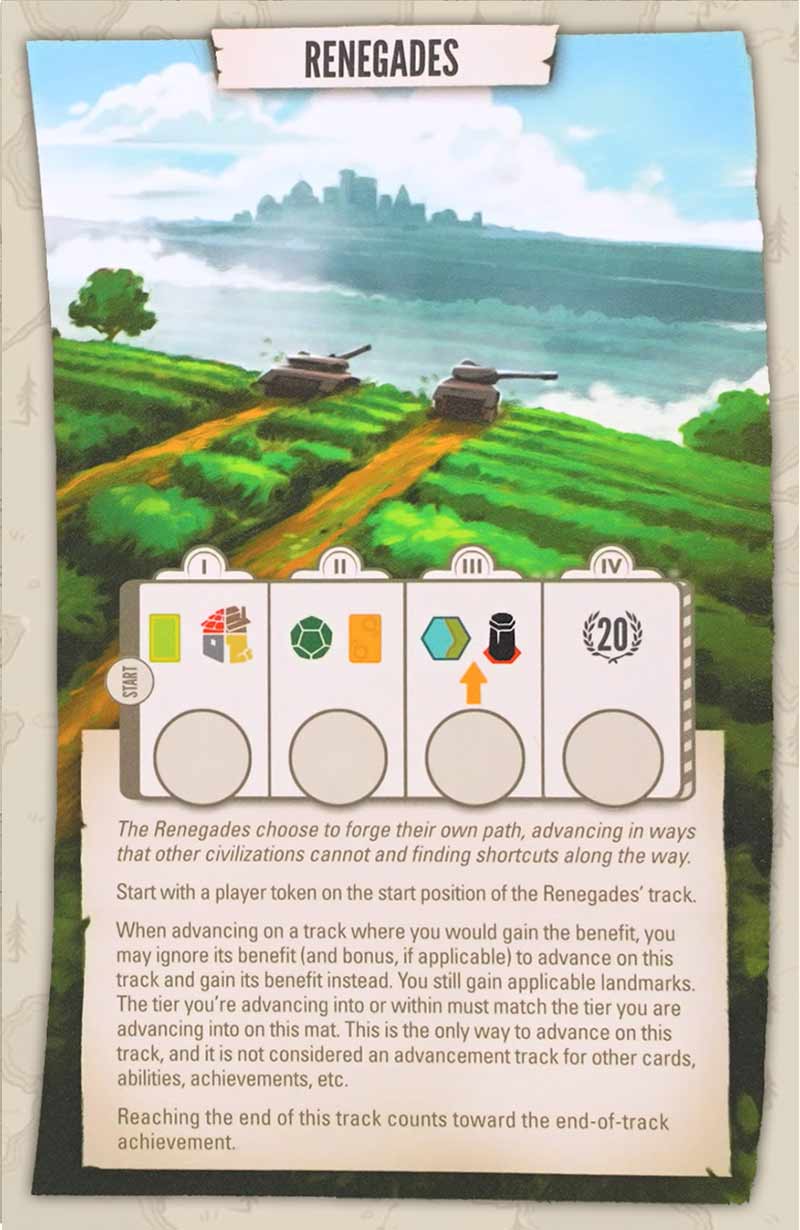 RENEGADES
I II III IV
20
START
The Renegades choose to forge their own path, advancing in ways
that other civilizations cannot and finding shortcuts along the way.
Start with a player token on the start position of the Renegades' track.
When advancing on a track where you would gain the benefit, you
may ignore its benefit (and bonus, if applicable) to advance on this
track and gain its benefit instead. You still gain applicable landmarks.
The tier you're advancing into or within must match the tier you are
advancing into on this mat. This is the only way to advance on this
track, and it is not considered an advancement track for other cards,
abilities, achievements, etc.
Reaching the end of this track counts toward the end-of-track
achievement.